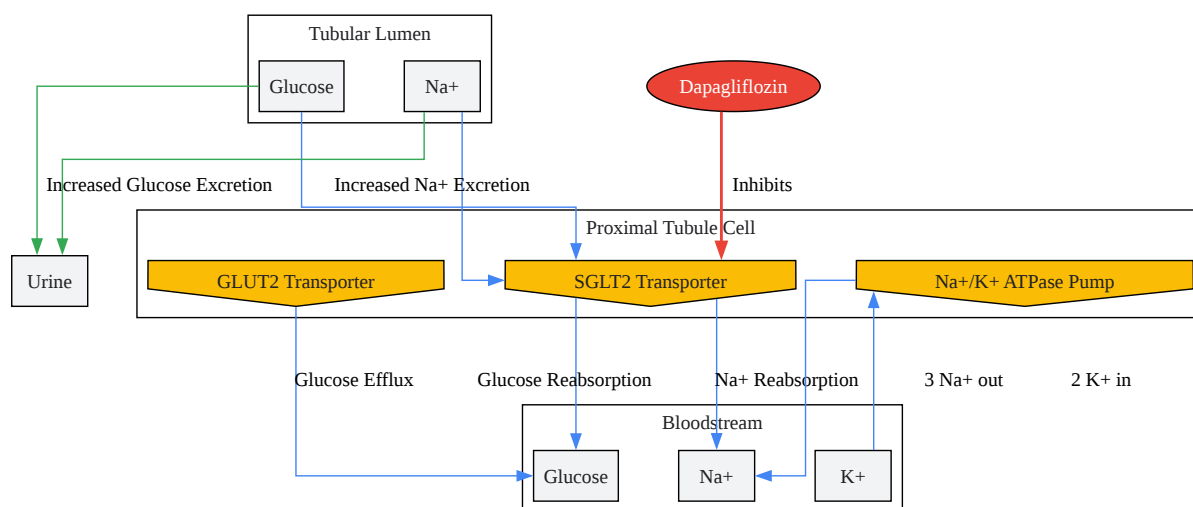 Tubular Lumen
Glucose
Na+
Dapagliflozin
Increased Glucose Excretion
Increased Na+ Excretion
Inhibits
Proximal Tubule Cell
Urine
GLUT2 Transporter
SGLT2 Transporter
Na+/K+ ATPase Pump
Glucose Efflux
Glucose Reabsorption
Na+ Reabsorption
3 Na+ out
2 K+ in
Bloodstream
Glucose
Na+
K+